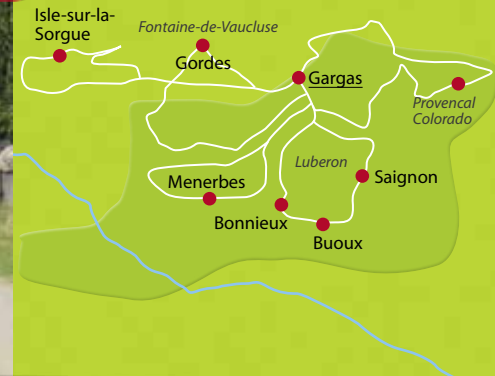 Isle-sur-la-
Sorgue
Fontaine-de-Vaucluse
Gordes
Gargas
Provencal
Colorado
Luberon
Menerbes
Saignon
Bonnieux
Buoux